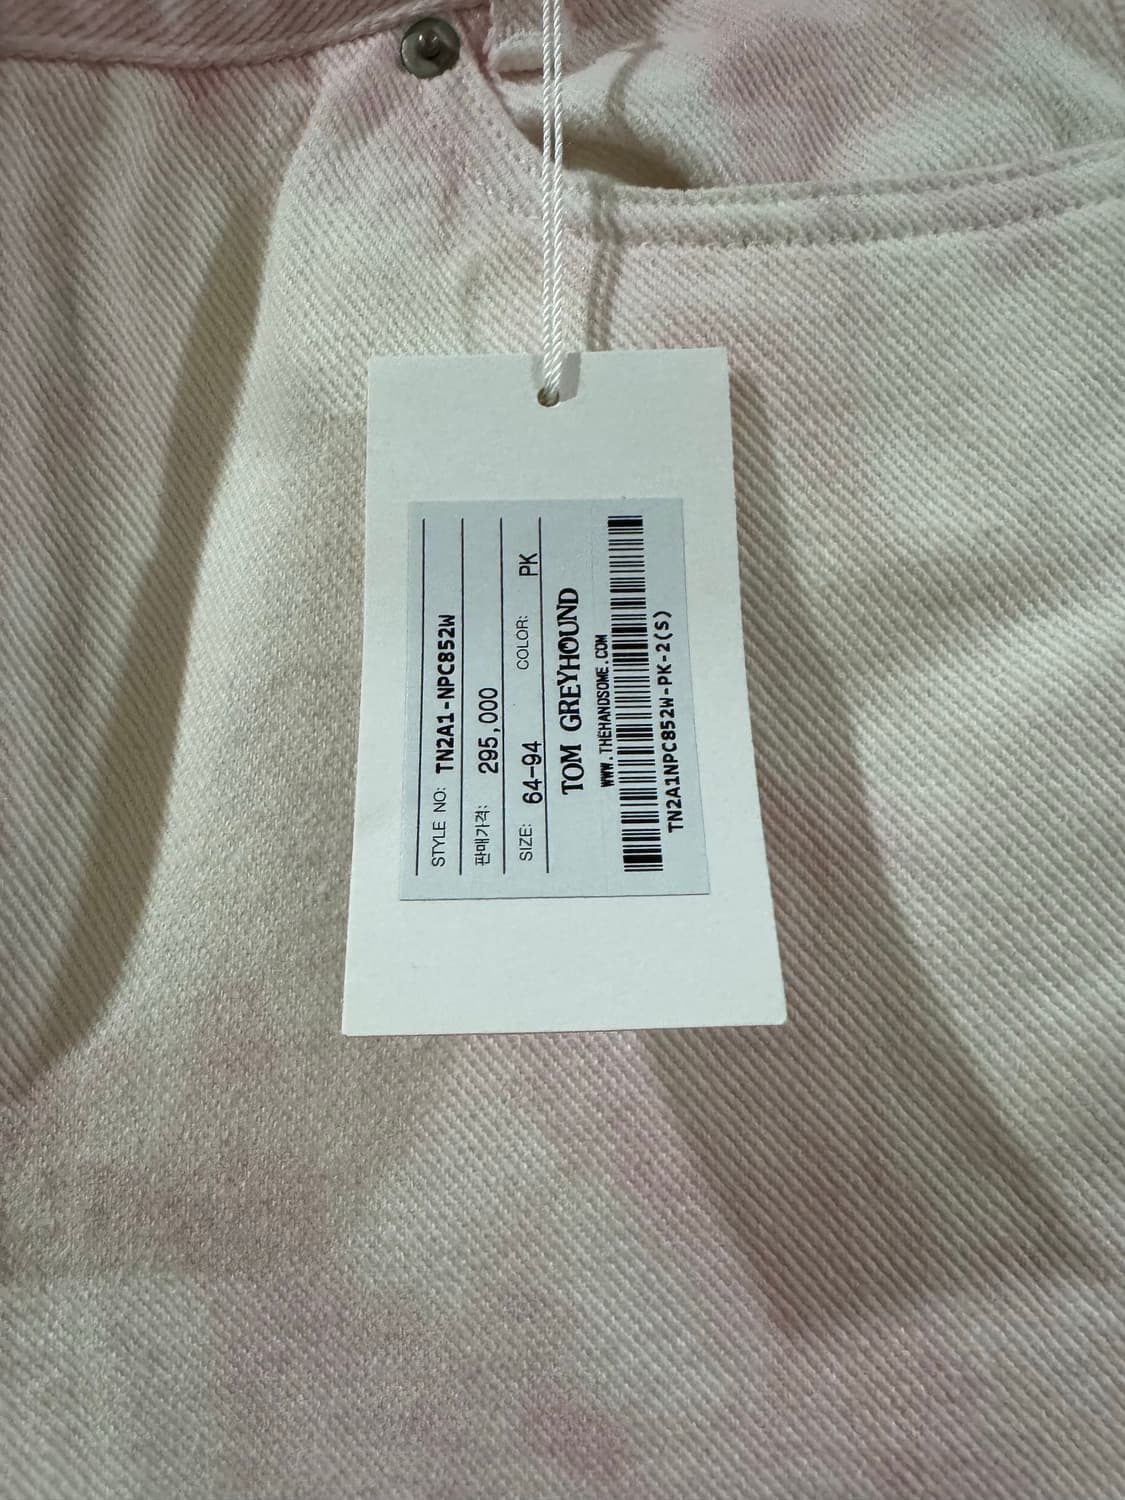 STYLE NO: TN2A1-NPC852W
판매가격: 295,000
SIZE: 64-94 COLOR: PK
TOM GREYHOUND
WWW.THEHANDSOME.COM
TN2A1NPC852W-PK-2(S)